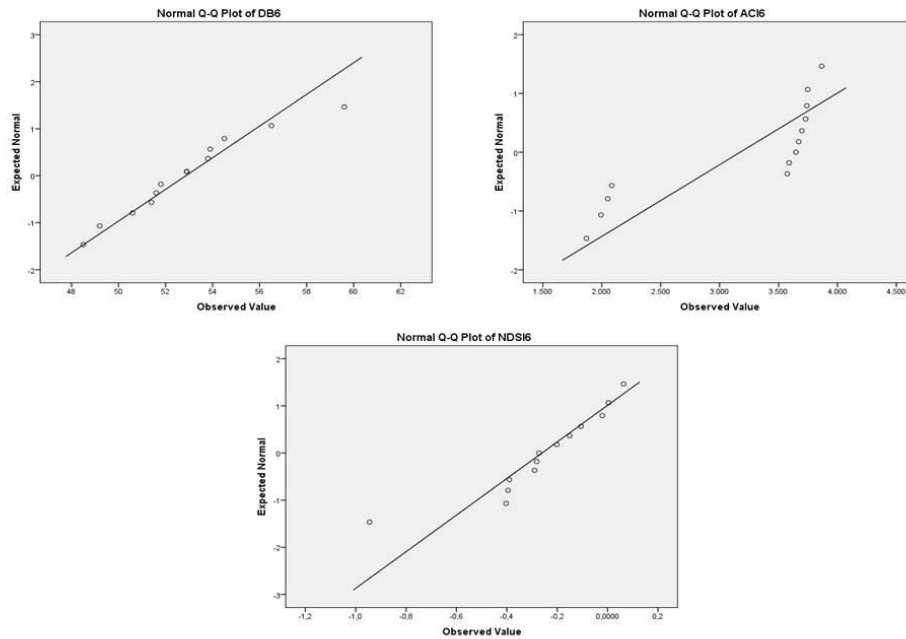 Normal Q-Q Plot of DB6
Expected Normal
3
2
1
0
-1
-2
48 50 52 54 56 58 60 62
Observed Value
Normal Q-Q Plot of ACI6
Expected Normal
2
1
0
-1
-2
1.500 2.000 2.500 3.000 3.500 4.000 4.500
Observed Value
Normal Q-Q Plot of NDSI6
Expected Normal
2
1
0
-1
-2
-3
-1,2 -1,0 -0,8 -0,6 -0,4 -0,2 0,0000 0,2
Observed Value